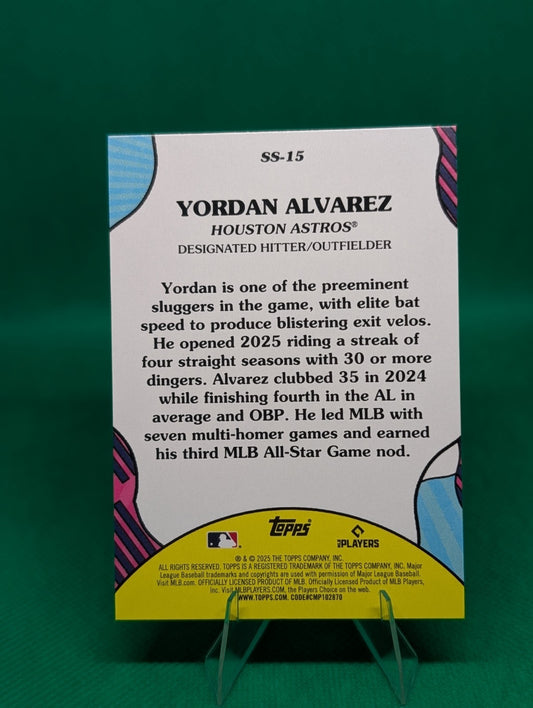 SS-15
YORDAN ALVAREZ
HOUSTON ASTROS®
DESIGNATED HITTER/OUTFIELDER
Yordan is one of the preeminent
sluggers in the game, with elite bat
speed to produce blistering exit velos.
He opened 2025 riding a streak of
four straight seasons with 30 or more
dingers. Alvarez clubbed 35 in 2024
while finishing fourth in the AL in
average and OBP. He led MLB with
seven multi-homer games and earned
his third MLB All-Star Game nod.
Topps
PLAYERS
® & © 2025 THE TOPPS COMPANY, INC.
ALL RIGHTS RESERVED. TOPPS IS A REGISTERED TRADEMARK OF THE TOPPS COMPANY, INC. Major
League Baseball trademarks and copyrights are used with permission of Major League Baseball.
Visit MLB.com. OFFICIALLY LICENSED PRODUCT OF MLB. Officially Licensed Product of MLB Players,
Inc. Visit MLBPLAYERS.COM, the Players Choice on the web.
WWW.TOPPS.COM. CODE#CMP102870